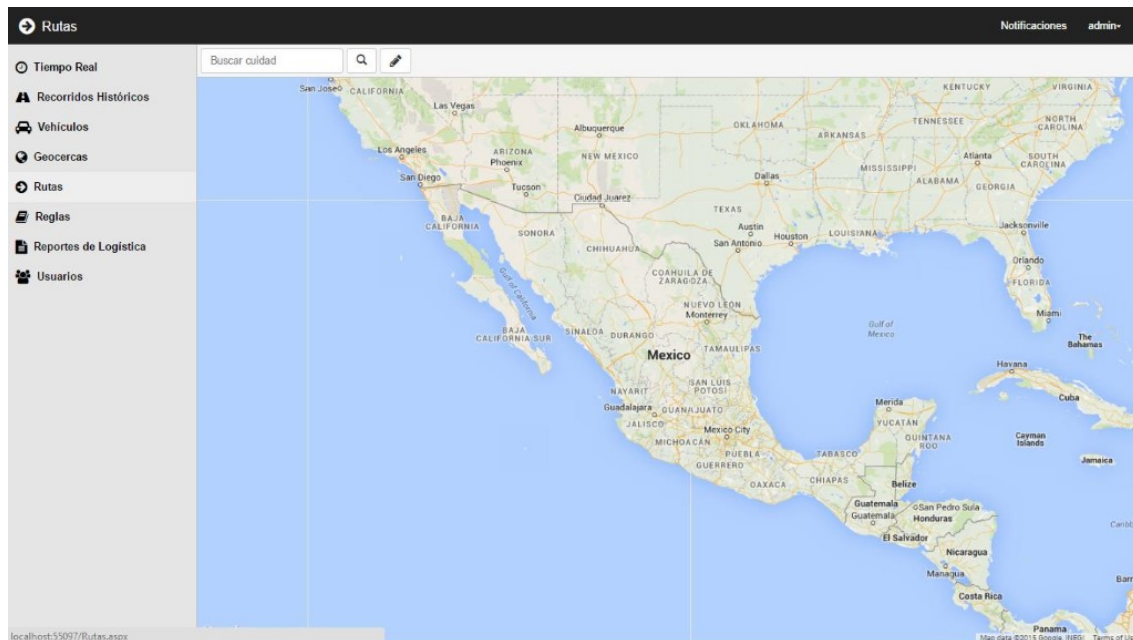 Rutas
Notificaciones admin
Tiempo Real
Recorridos Históricos
Vehículos
Geocercas
Rutas
Reglas
Reportes de Logística
Usuarios
Buscar cuidad
San Jose
CALIFORNIA
Las Vegas
Los Angeles
San Diego
ARIZONA
Phoenix
Tucson
Albuquerque
NEW MEXICO
Ciudad Juarez
OKLAHOMA
ARKANSAS
KENTUCKY
VIRGINIA
TENNESSEE
NORTH
CAROLINA
Atlanta
SOUTH
CAROLINA
MISSISSIPPI
ALABAMA
GEORGIA
Dallas
TEXAS
Austin
Houston
San Antonio
LOUISIANA
Jacksonville
Orlando
FLORIDA
Miami
The
Bahamas
BAJA
CALIFORNIA
SONORA
CHIHUAHUA
COAHUILA DE
ZARAGOZA
Gulf of California
NUEVO LEON
Monterrey
BAJA
CALIFORNIA SUR
SINALOA
DURANGO
Mexico
TAMAULIPAS
Gulf of
Mexico
Havana
Cuba
SAN LUIS
POTOSI
NAYARIT
Guadalajara
GUANAJUATO
JALISCO
Mexico City
MICHOACÁN
PUEBLA
GUERRERO
OAXACA
TABASCO
CHIAPAS
Merida
YUCATÁN
QUINTANA
ROO
Cayman
Islands
Jamaica
Belize
Guatemala
Guatemala
San Pedro Sula
Honduras
El Salvador
Nicaragua
Managua
Costa Rica
Panama
Caribb
Barr
localhost:55097/Rutas.aspx
Map data ©2015 Google, INEGI Terms of U